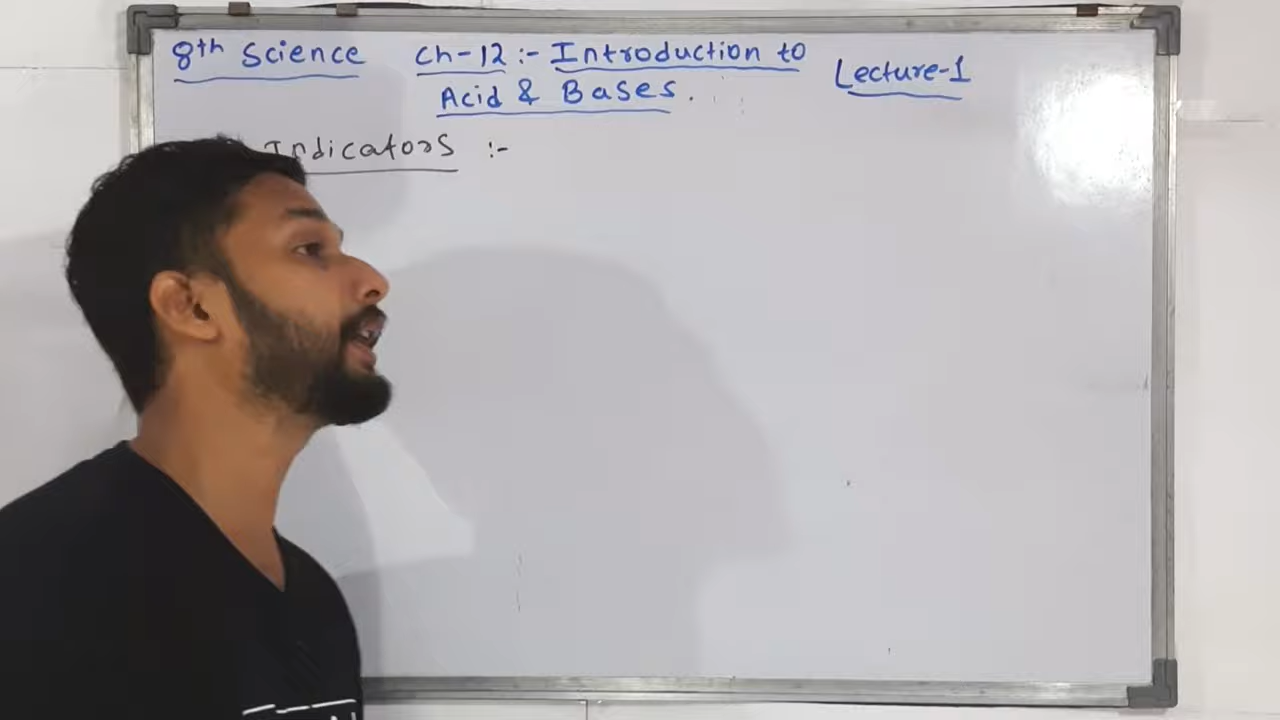 8th Science Ch-12 :- Introduction to Lecture-1
Acid & Bases.
Indicators :-